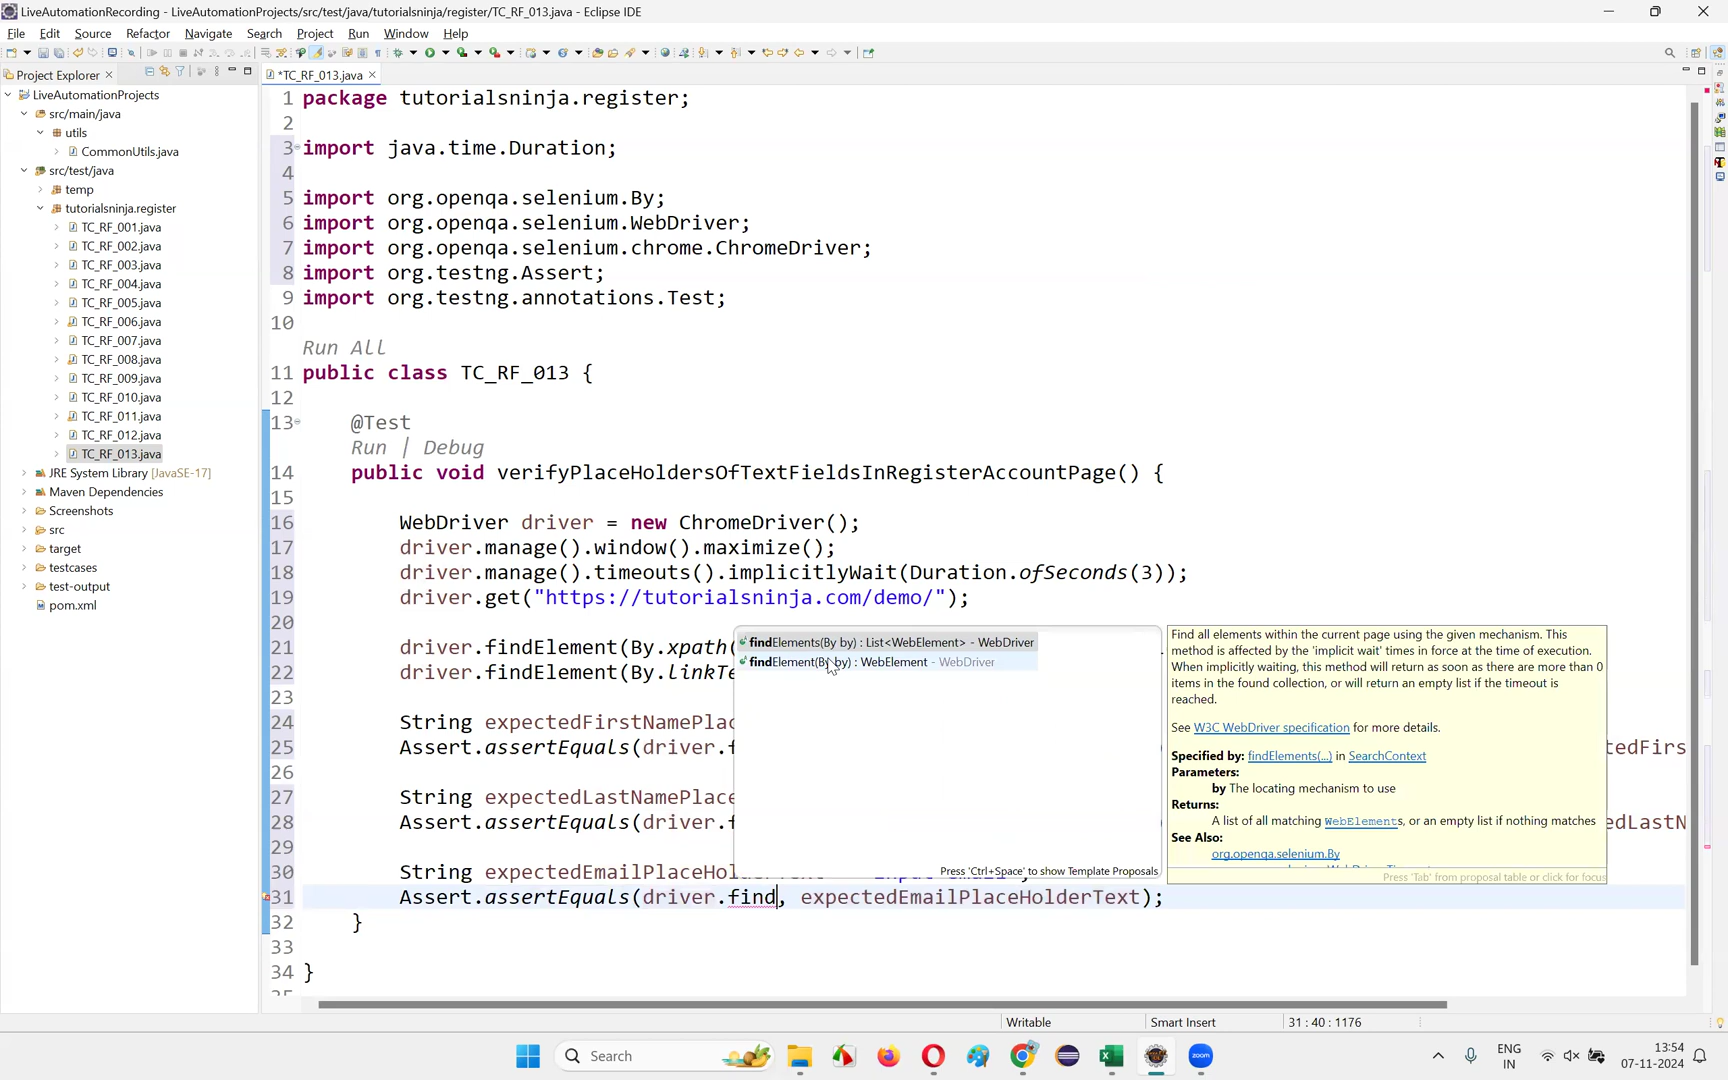 LiveAutomationRecording - LiveAutomationProjects/src/test/java/tutorialsninja/register/TC_RF_013.java - Eclipse IDE
File Edit Source Refactor Navigate Search Project Run Window Help
Project Explorer
*TC_RF_013.java
LiveAutomationProjects
src/main/java
utils
CommonUtils.java
src/test/java
temp
tutorialsninja.register
TC_RF_001.java
TC_RF_002.java
TC_RF_003.java
TC_RF_004.java
TC_RF_005.java
TC_RF_006.java
TC_RF_007.java
TC_RF_008.java
TC_RF_009.java
TC_RF_010.java
TC_RF_011.java
TC_RF_012.java
TC_RF_013.java
JRE System Library [JavaSE-17]
Maven Dependencies
Screenshots
src
target
testcases
test-output
pom.xml
1 package tutorialsninja.register;
2
3 import java.time.Duration;
4
5 import org.openqa.selenium.By;
6 import org.openqa.selenium.WebDriver;
7 import org.openqa.selenium.chrome.ChromeDriver;
8 import org.testng.Assert;
9 import org.testng.annotations.Test;
10
Run All
11 public class TC_RF_013 {
12
13 @Test
Run | Debug
14 public void verifyPlaceHoldersOfTextFieldsInRegisterAccountPage() {
15
16 WebDriver driver = new ChromeDriver();
17 driver.manage().window().maximize();
18 driver.manage().timeouts().implicitlyWait(Duration.ofSeconds(3));
19 driver.get("https://tutorialsninja.com/demo/");
20
21 driver.findElement(By.xpath(
22 driver.findElement(By.linkTe
23
24 String expectedFirstNamePlac
25 Assert.assertEquals(driver.f tedFirs
26
27 String expectedLastNamePlace
28 Assert.assertEquals(driver.f edLastN
29
30 String expectedEmailPlaceHol
31 Assert.assertEquals(driver.find, expectedEmailPlaceHolderText);
32 }
33
34 }
findElements(By by) : List<WebElement> - WebDriver
findElement(By by) : WebElement - WebDriver
Press 'Ctrl+Space' to show Template Proposals
Find all elements within the current page using the given mechanism. This
method is affected by the 'implicit wait' times in force at the time of execution.
When implicitly waiting, this method will return as soon as there are more than 0
items in the found collection, or will return an empty list if the timeout is
reached.
See W3C WebDriver specification for more details.
Specified by: findElements(...) in SearchContext
Parameters:
by The locating mechanism to use
Returns:
A list of all matching WebElements, or an empty list if nothing matches
See Also:
org.openqa.selenium.By
Press 'Tab' from proposal table or click for focus
Writable Smart Insert 31 : 40 : 1176
Search
zoom
ENG
IN
13:54
07-11-2024